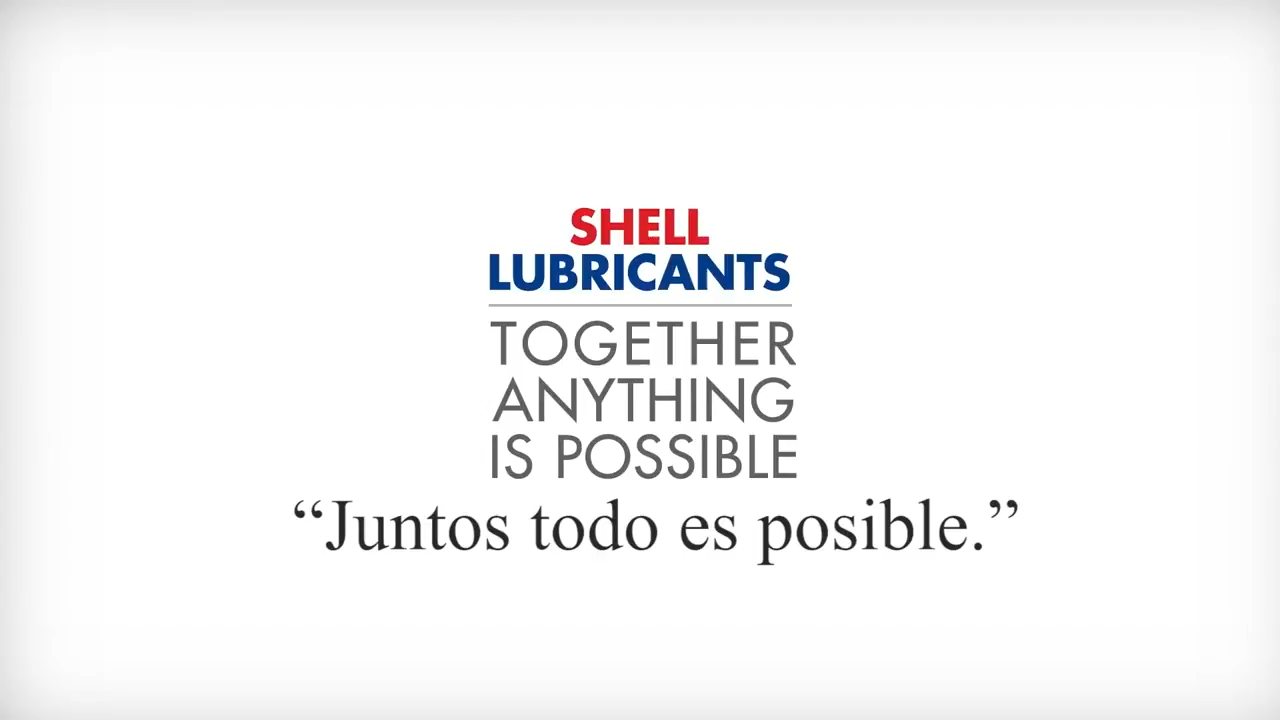 SHELL
LUBRICANTS
TOGETHER
ANYTHING
IS POSSIBLE
“Juntos todo es posible.”